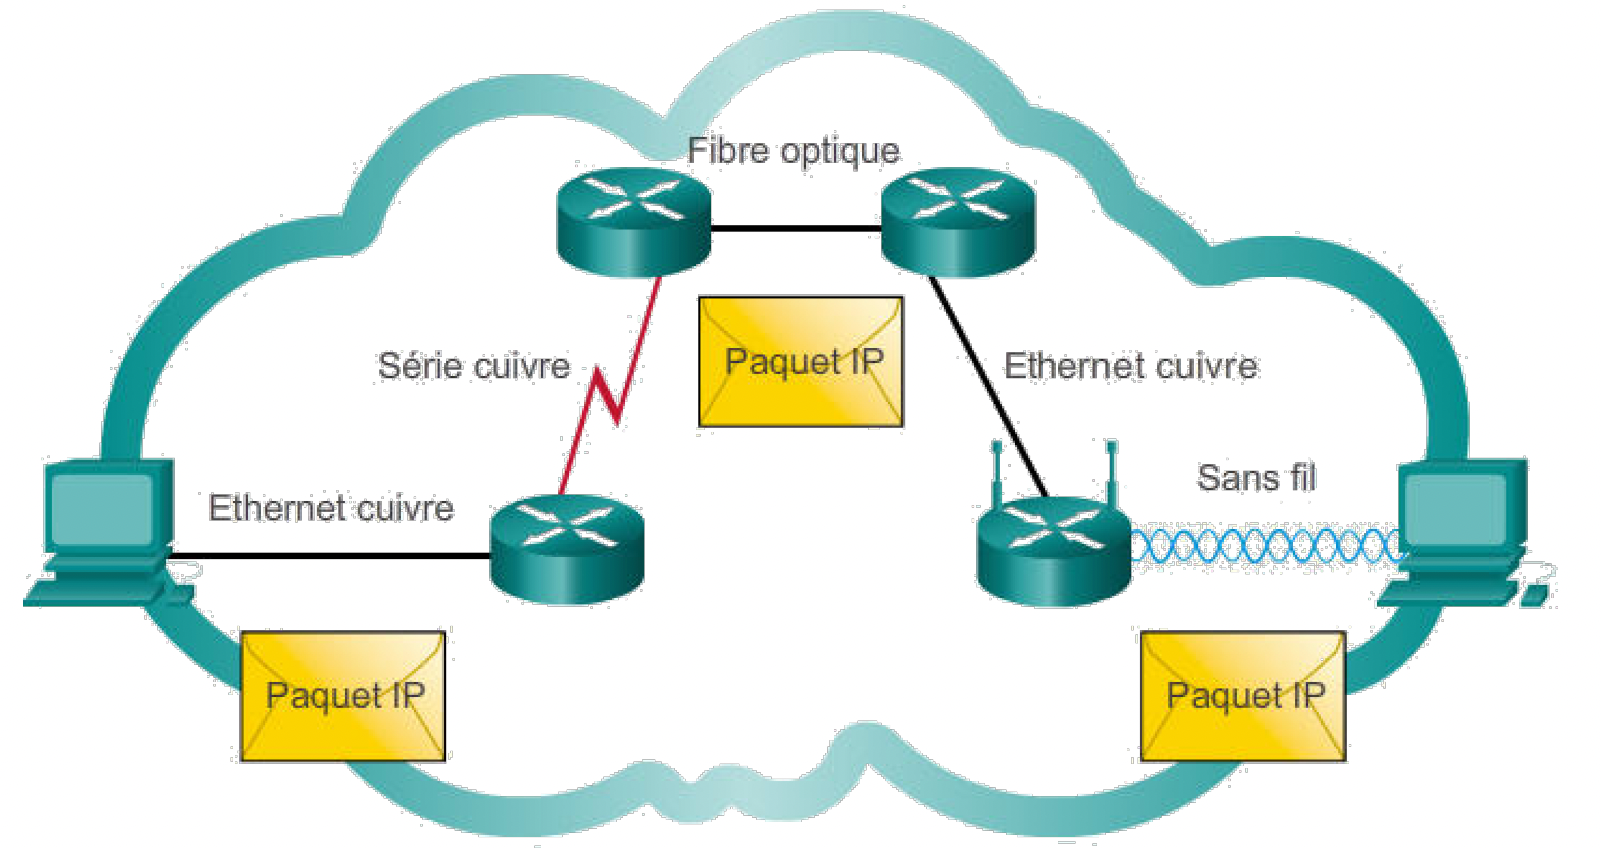 Fibre optique
Série cuivre
Paquet IP
Ethernet cuivre
Sans fil
Ethernet cuivre
Paquet IP
Paquet IP